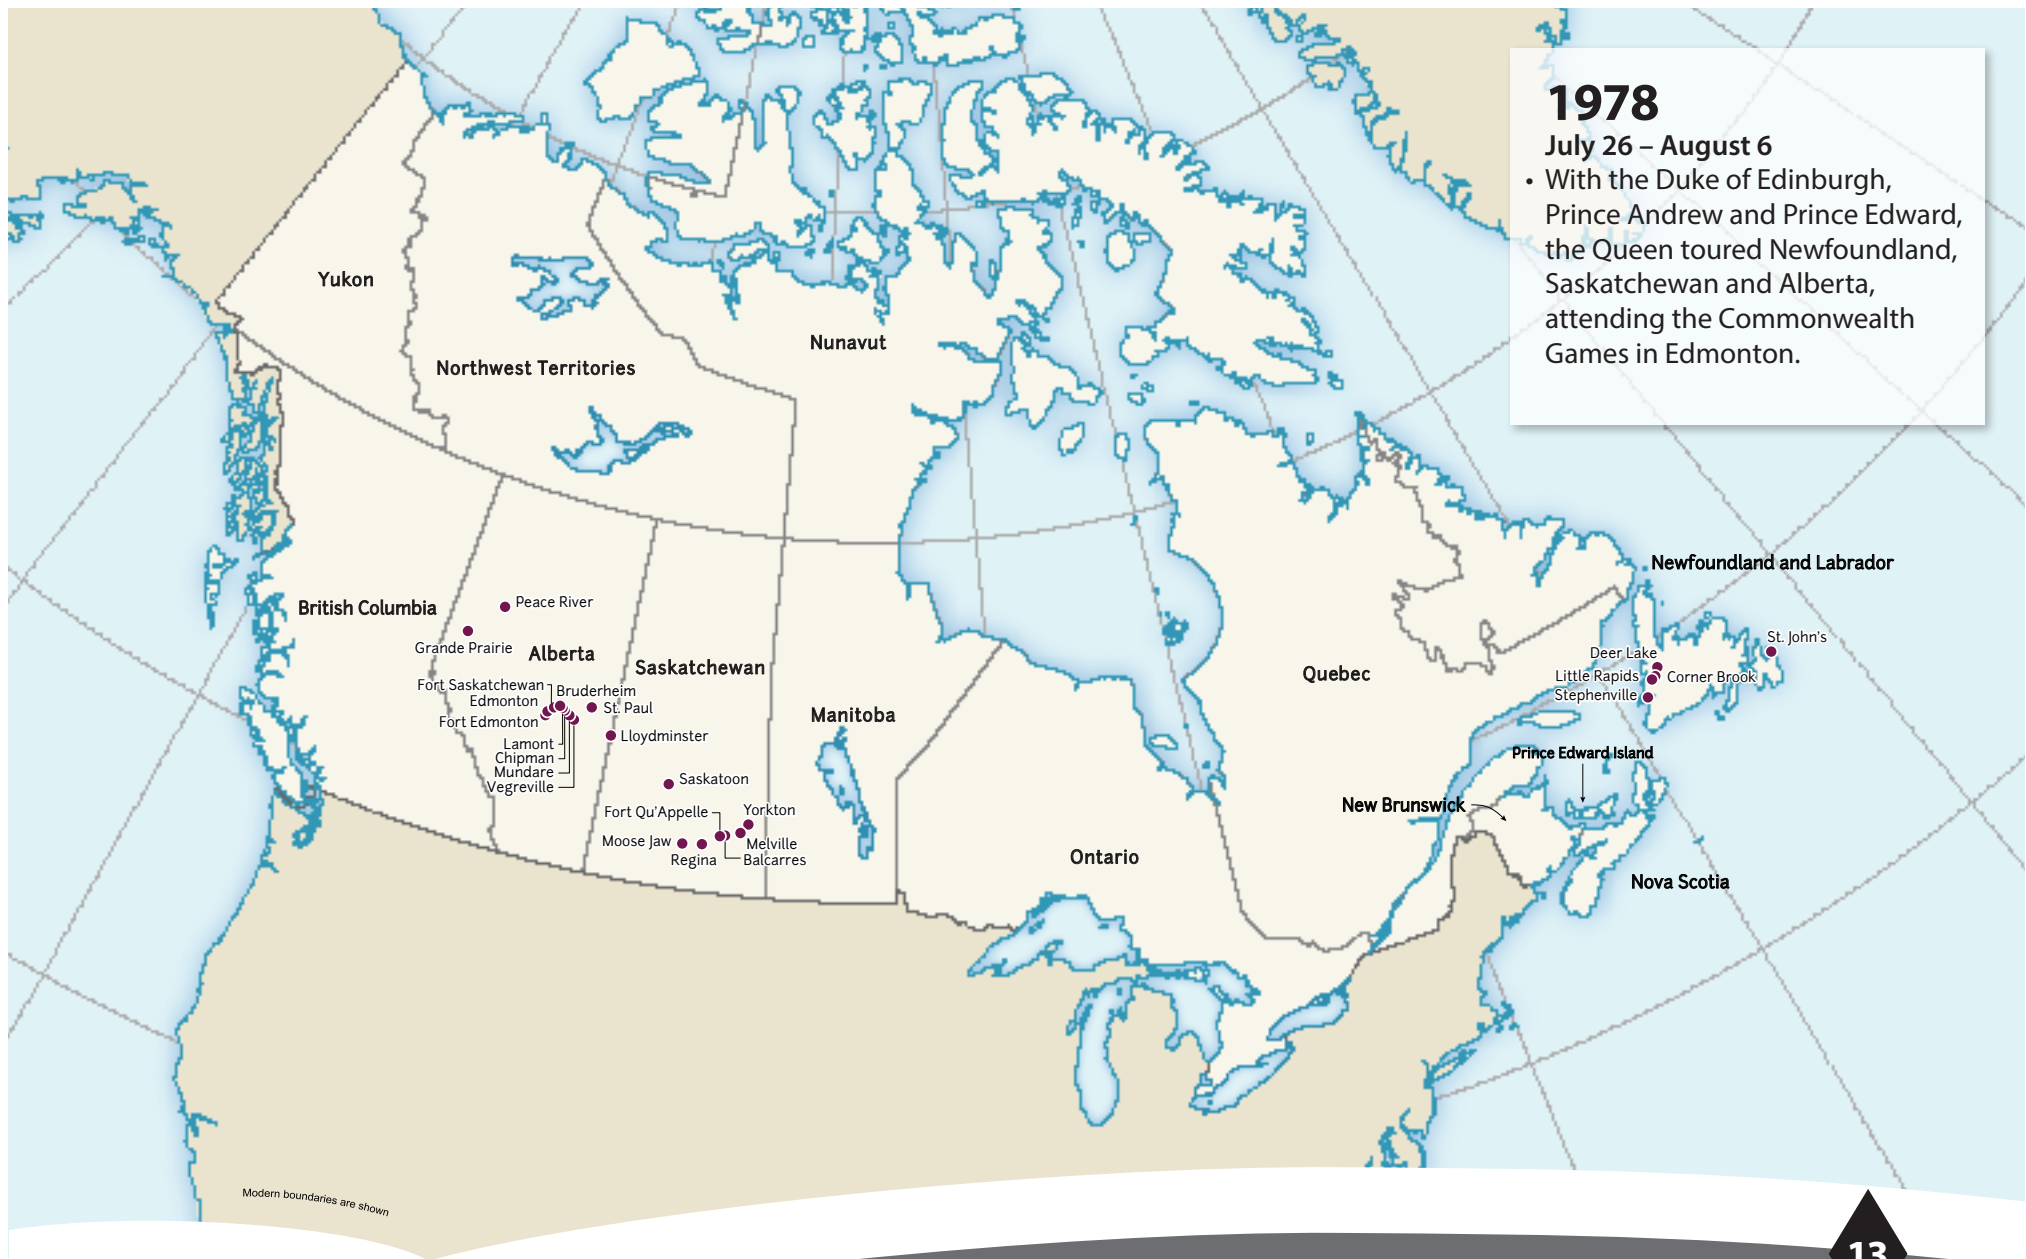 1978
July 26 – August 6
• With the Duke of Edinburgh,
Prince Andrew and Prince Edward,
the Queen toured Newfoundland,
Saskatchewan and Alberta,
attending the Commonwealth
Games in Edmonton.
Yukon
Northwest Territories
Nunavut
British Columbia
Peace River
Grande Prairie
Alberta
Saskatchewan
Fort Saskatchewan
Bruderheim
Edmonton
St. Paul
Fort Edmonton
Lamont
Lloydminster
Chipman
Mundare
Vegreville
Saskatoon
Fort Qu'Appelle
Yorkton
Moose Jaw
Melville
Regina
Balcarres
Manitoba
Ontario
Quebec
Newfoundland and Labrador
St. John's
Deer Lake
Little Rapids
Corner Brook
Stephenville
Prince Edward Island
New Brunswick
Nova Scotia
Modern boundaries are shown
13